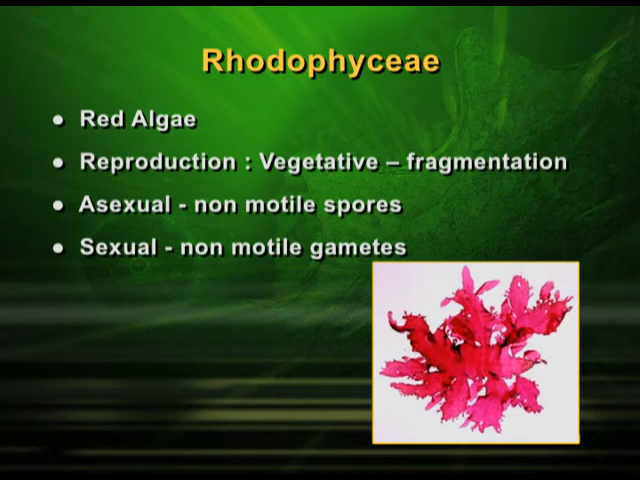 Rhodophyceae
● Red Algae
● Reproduction : Vegetative – fragmentation
● Asexual - non motile spores
● Sexual - non motile gametes